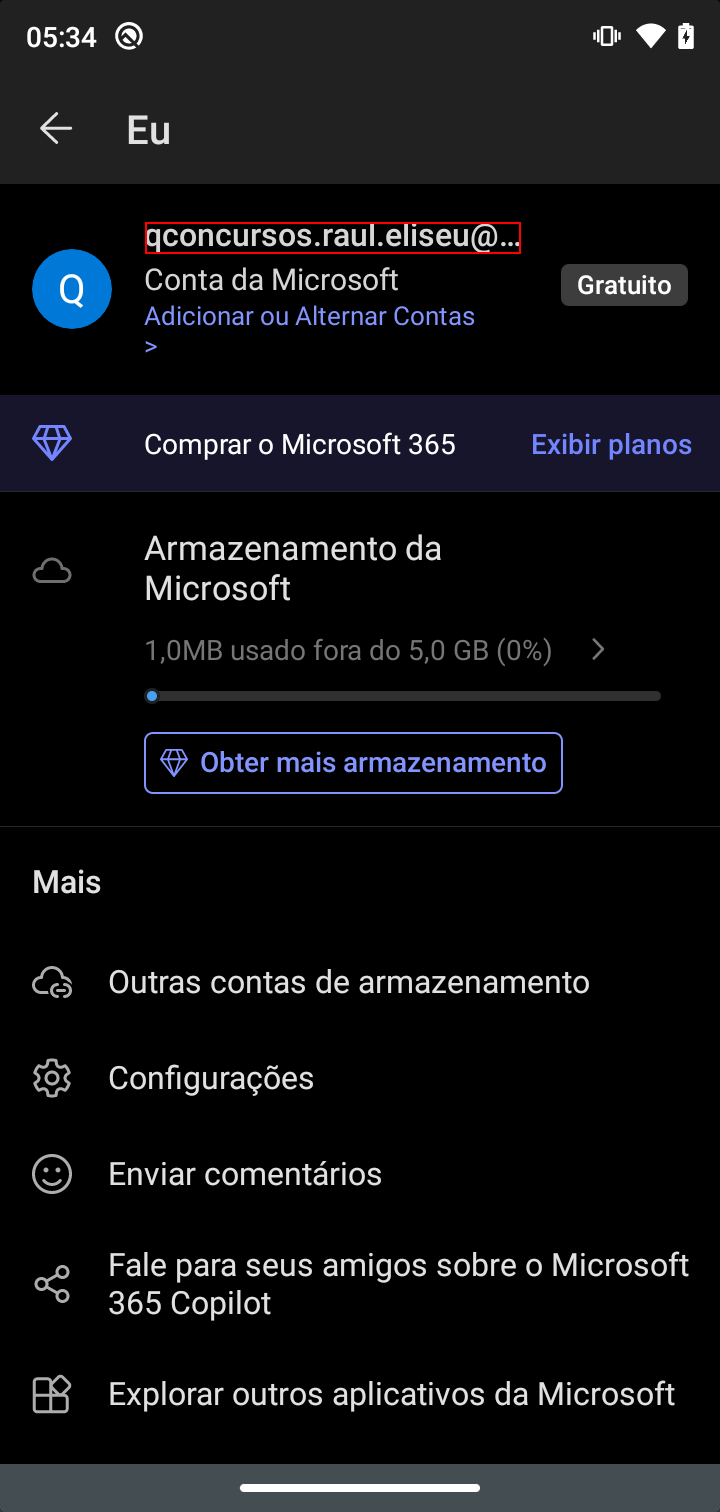 05:34
Eu
qconcursos.raul.eliseu@...
Q
Conta da Microsoft
Gratuito
Adicionar ou Alternar Contas
>
Comprar o Microsoft 365
Exibir planos
Armazenamento da
Microsoft
1,0MB usado fora do 5,0 GB (0%)
Obter mais armazenamento
Mais
Outras contas de armazenamento
Configurações
Enviar comentários
Fale para seus amigos sobre o Microsoft
365 Copilot
Explorar outros aplicativos da Microsoft